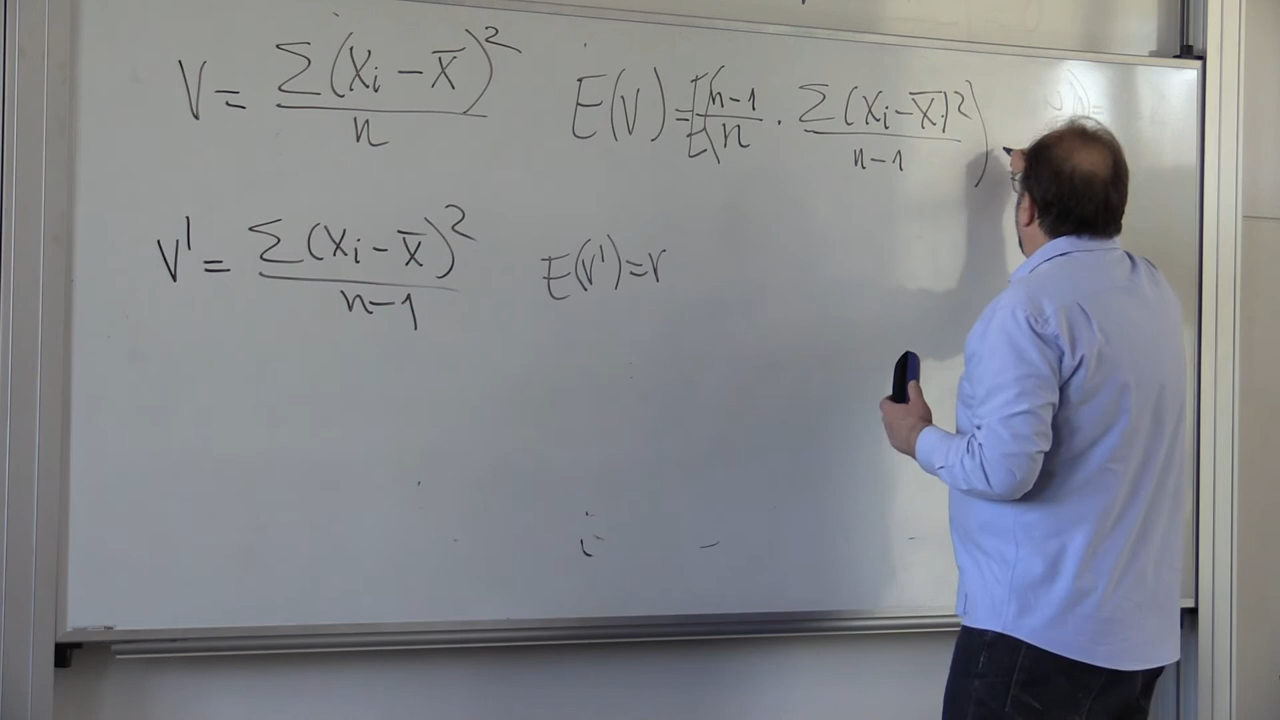 V = Σ(Xi − X̄)² / n E(V) = E(n−1 / n · Σ(Xi − X̄)² / n−1)
V' = Σ(Xi − X̄)² / n−1 E(V') = V